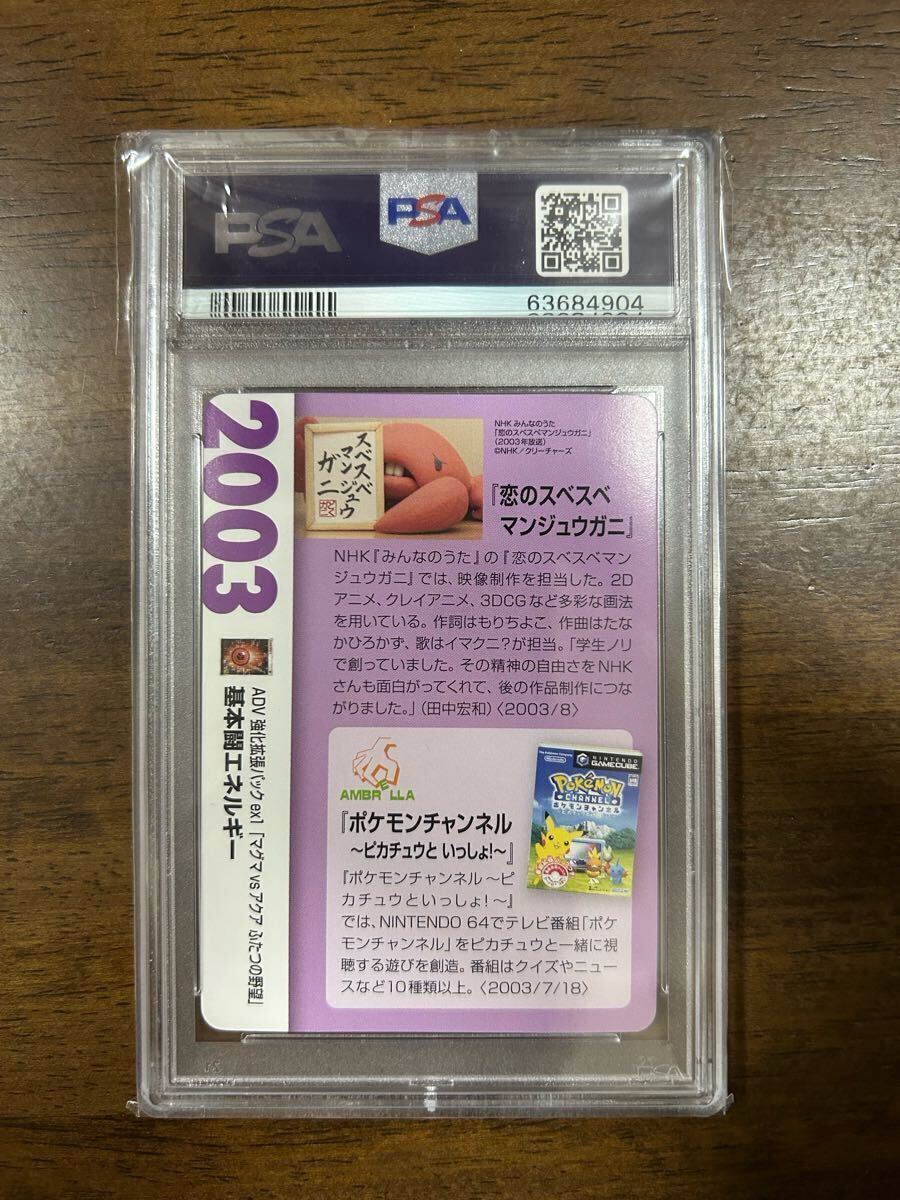 PSA
PSA
63684904
2003
ADV 強化拡張パック ex1「マグマ vs アクア ふたつの野望」
基本闘エネルギー
スベスベ
マンジュウ
ガニ
NHK みんなのうた
「恋のスベスベマンジュウガニ」
(2003年放送)
©NHK/クリーチャーズ
『恋のスベスベ
マンジュウガニ』
NHK『みんなのうた』の『恋のスベスベマン
ジュウガニ』では、映像制作を担当した。2D
アニメ、クレイアニメ、3DCGなど多彩な画法
を用いている。作詞はもりちよこ、作曲はたな
かひろかず、歌はイマクニ?が担当。「学生ノリ
で創っていました。その精神の自由さをNHK
さんも面白がってくれて、後の作品制作につな
がりました。」(田中宏和)〈2003/8〉
AMBRELLA
『ポケモンチャンネル
〜ピカチュウと いっしょ!〜』
NINTENDO
GAMECUBE
Nintendo
POKéMON
CHANNEL
ポケモンチャンネル
『ポケモンチャンネル〜ピ
カチュウといっしょ!〜』
では、NINTENDO 64でテレビ番組「ポケ
モンチャンネル」をピカチュウと一緒に視
聴する遊びを創造。番組はクイズやニュー
スなど10種類以上。〈2003/7/18〉
PSA